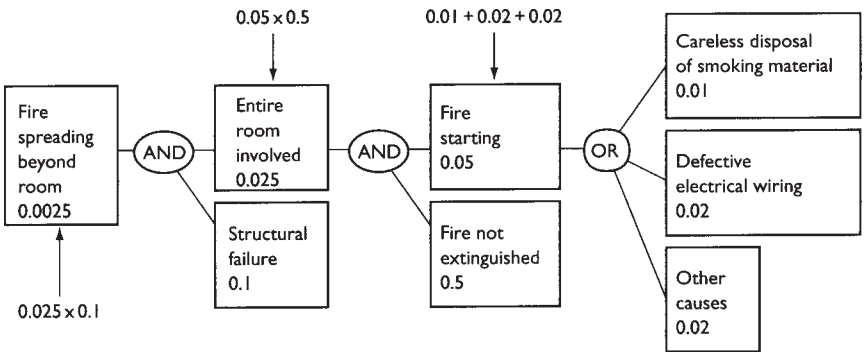 0.05 x 0.5
0.01 + 0.02 + 0.02
Fire
spreading
beyond
room
0.0025
0.025 x 0.1
AND
Entire
room
involved
0.025
Structural
failure
0.1
AND
Fire
starting
0.05
Fire not
extinguished
0.5
OR
Careless disposal
of smoking material
0.01
Defective
electrical wiring
0.02
Other
causes
0.02